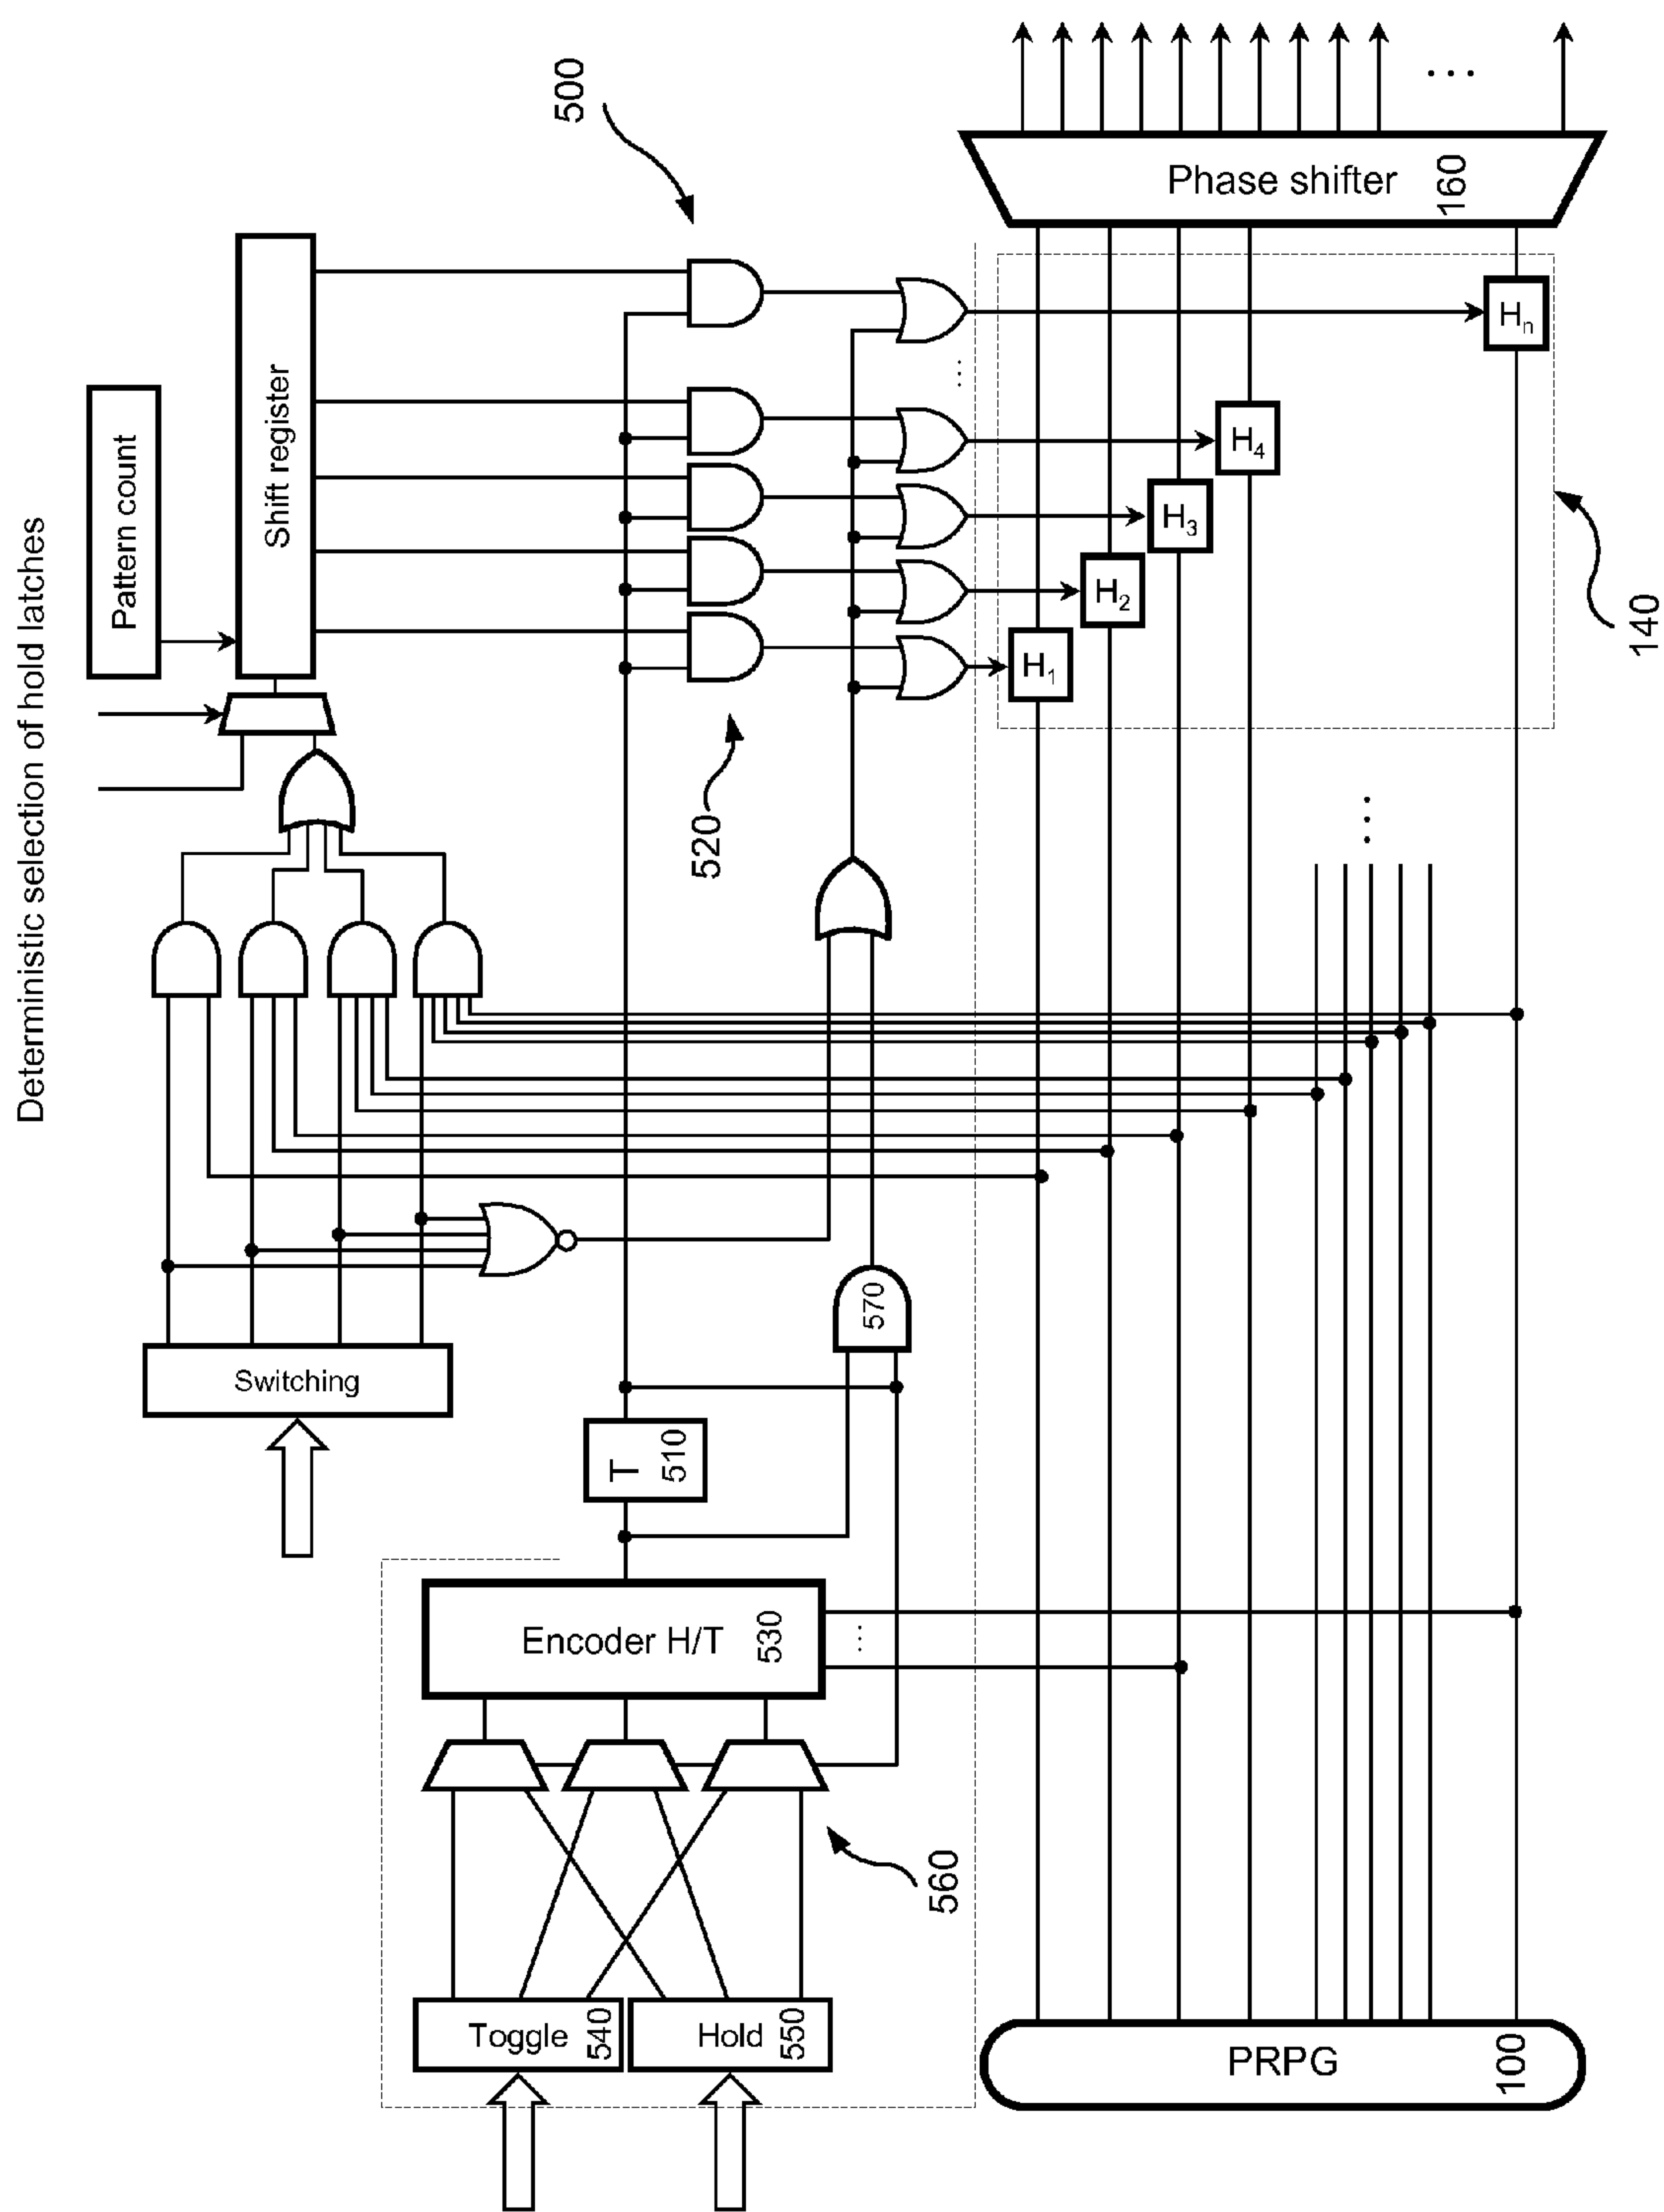 Deterministic selection of hold latches
Pattern count
Shift register
500
Switching
520
T
510
570
Encoder H/T
530
...
...
Toggle
540
Hold
550
560
H1
H2
H3
H4
Hn
140
...
PRPG
100
Phase shifter
160
...